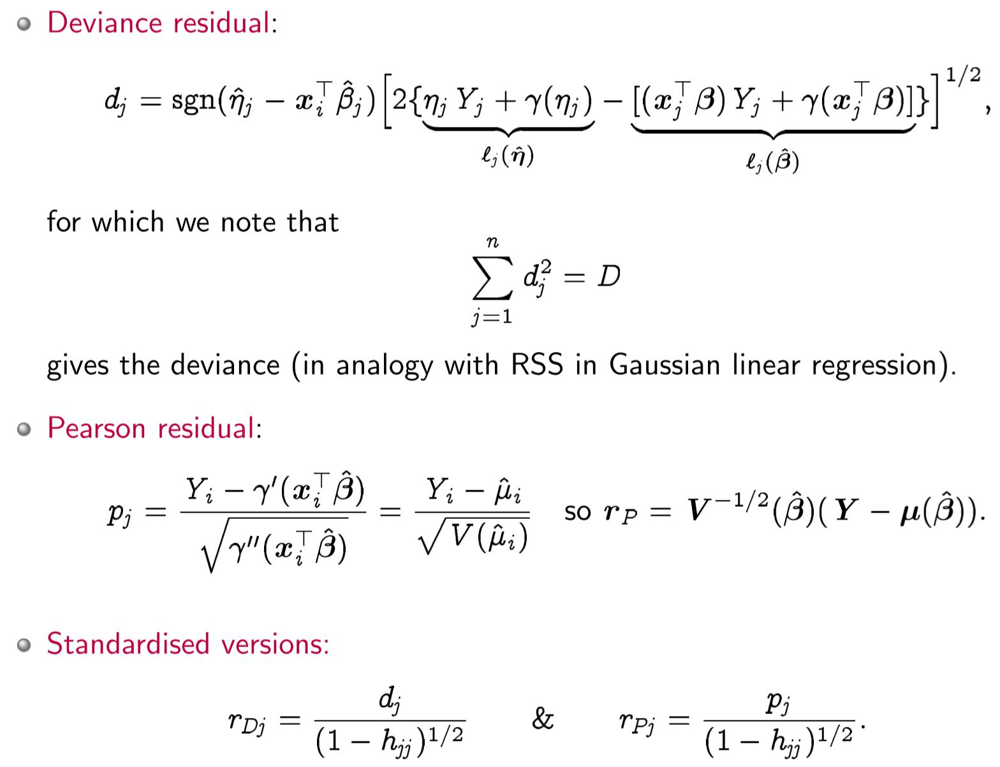 • Deviance residual:
$d_j = \text{sgn}(\hat{\eta}_j - \boldsymbol{x}_i^\top \hat{\boldsymbol{\beta}}_j)\Big[2\{\underbrace{\eta_j Y_j + \gamma(\eta_j)}_{\ell_j(\hat{\boldsymbol{\eta}})} - \underbrace{[(\boldsymbol{x}_j^\top \boldsymbol{\beta}) Y_j + \gamma(\boldsymbol{x}_j^\top \boldsymbol{\beta})]}_{\ell_j(\hat{\boldsymbol{\beta}})}\}\Big]^{1/2},$
for which we note that
$\sum_{j=1}^{n} d_j^2 = D$
gives the deviance (in analogy with RSS in Gaussian linear regression).
• Pearson residual:
$p_j = \frac{Y_i - \gamma'(\boldsymbol{x}_i^\top \hat{\boldsymbol{\beta}})}{\sqrt{\gamma''(\boldsymbol{x}_i^\top \hat{\boldsymbol{\beta}})}} = \frac{Y_i - \hat{\mu}_i}{\sqrt{V(\hat{\mu}_i)}}$ so $\boldsymbol{r}_P = \boldsymbol{V}^{-1/2}(\hat{\boldsymbol{\beta}})(\boldsymbol{Y} - \boldsymbol{\mu}(\hat{\boldsymbol{\beta}})).$
• Standardised versions:
$r_{Dj} = \frac{d_j}{(1 - h_{jj})^{1/2}}$ & $r_{Pj} = \frac{p_j}{(1 - h_{jj})^{1/2}}.$